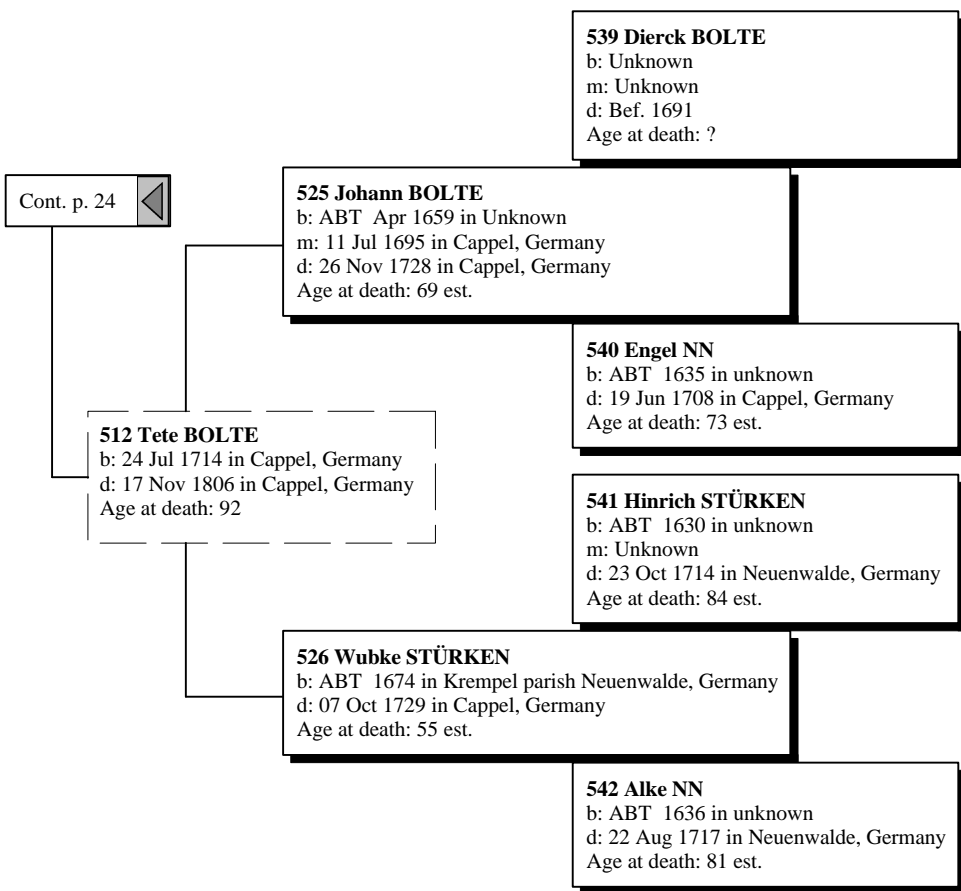 539 Dierck BOLTE
b: Unknown
m: Unknown
d: Bef. 1691
Age at death: ?
Cont. p. 24
525 Johann BOLTE
b: ABT  Apr 1659 in Unknown
m: 11 Jul 1695 in Cappel, Germany
d: 26 Nov 1728 in Cappel, Germany
Age at death: 69 est.
540 Engel NN
b: ABT  1635 in unknown
d: 19 Jun 1708 in Cappel, Germany
Age at death: 73 est.
512 Tete BOLTE
b: 24 Jul 1714 in Cappel, Germany
d: 17 Nov 1806 in Cappel, Germany
Age at death: 92
541 Hinrich STÜRKEN
b: ABT  1630 in unknown
m: Unknown
d: 23 Oct 1714 in Neuenwalde, Germany
Age at death: 84 est.
526 Wubke STÜRKEN
b: ABT  1674 in Krempel parish Neuenwalde, Germany
d: 07 Oct 1729 in Cappel, Germany
Age at death: 55 est.
542 Alke NN
b: ABT  1636 in unknown
d: 22 Aug 1717 in Neuenwalde, Germany
Age at death: 81 est.